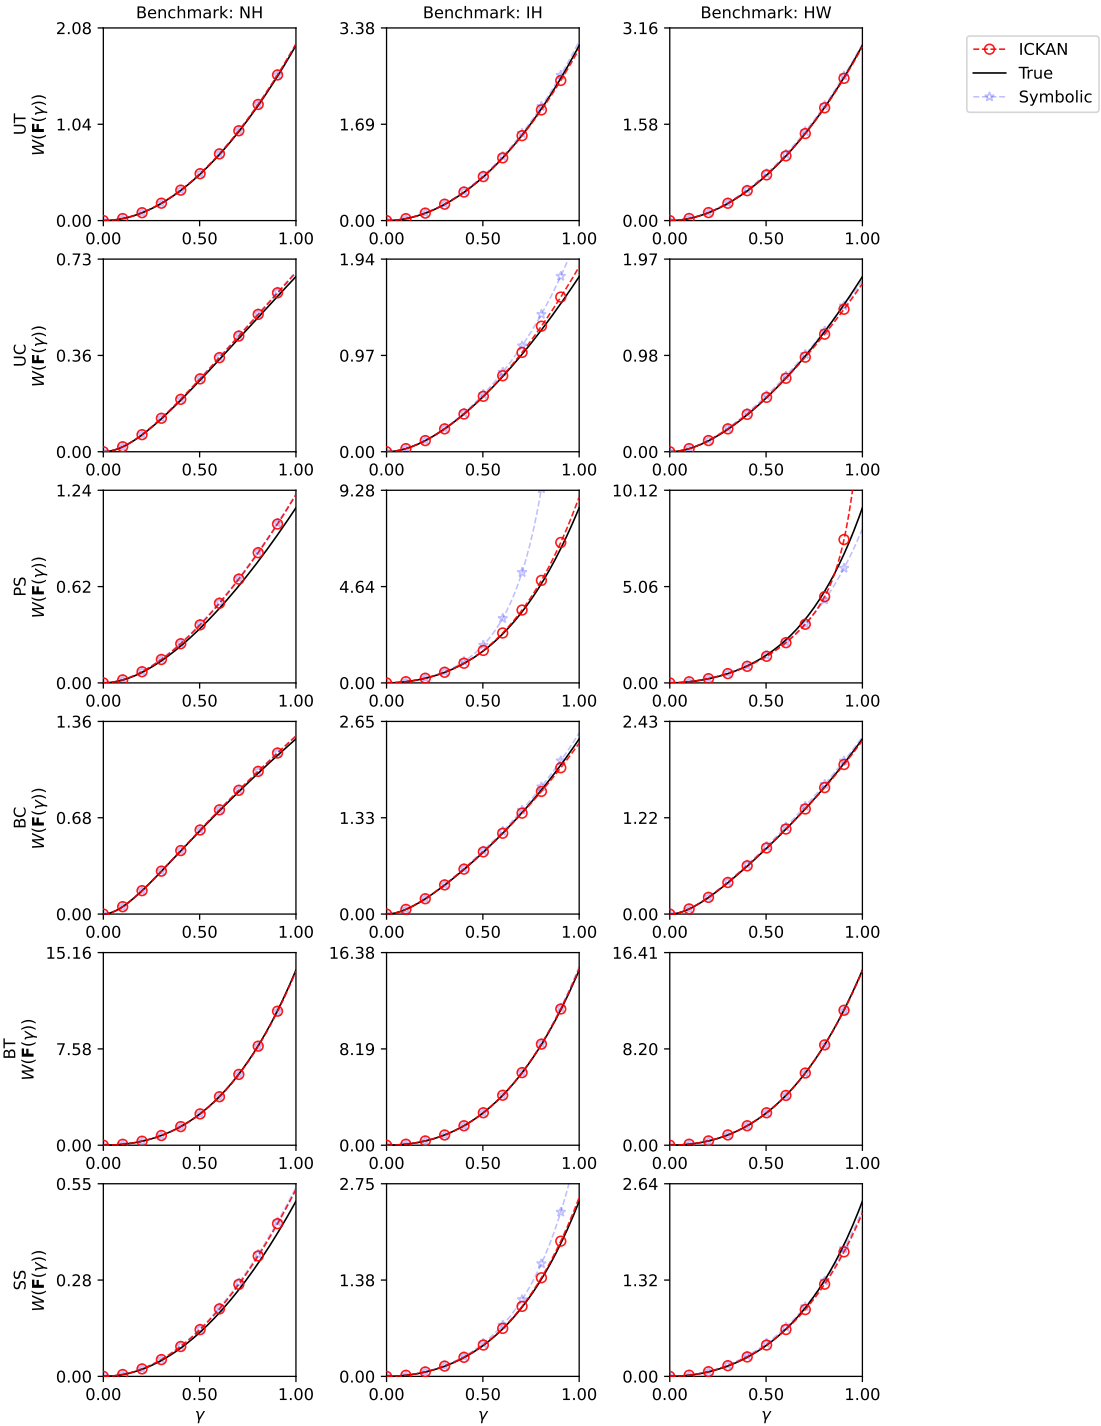 Benchmark: NH
Benchmark: IH
Benchmark: HW
ICKAN
True
Symbolic
UT
W(F(γ))
2.08
1.04
0.00
0.00 0.50 1.00
3.38
1.69
0.00
0.00 0.50 1.00
3.16
1.58
0.00
0.00 0.50 1.00
UC
W(F(γ))
0.73
0.36
0.00
0.00 0.50 1.00
1.94
0.97
0.00
0.00 0.50 1.00
1.97
0.98
0.00
0.00 0.50 1.00
PS
W(F(γ))
1.24
0.62
0.00
0.00 0.50 1.00
9.28
4.64
0.00
0.00 0.50 1.00
10.12
5.06
0.00
0.00 0.50 1.00
BC
W(F(γ))
1.36
0.68
0.00
0.00 0.50 1.00
2.65
1.33
0.00
0.00 0.50 1.00
2.43
1.22
0.00
0.00 0.50 1.00
BT
W(F(γ))
15.16
7.58
0.00
0.00 0.50 1.00
16.38
8.19
0.00
0.00 0.50 1.00
16.41
8.20
0.00
0.00 0.50 1.00
SS
W(F(γ))
0.55
0.28
0.00
0.00 0.50 1.00
γ
2.75
1.38
0.00
0.00 0.50 1.00
γ
2.64
1.32
0.00
0.00 0.50 1.00
γ